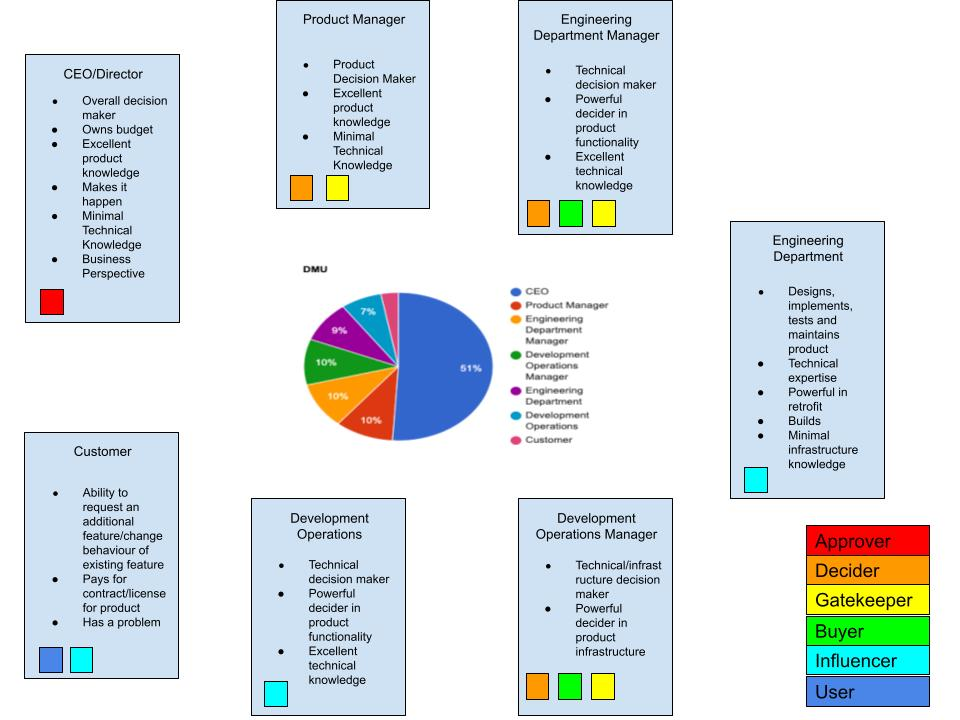 Product Manager
● Product
Decision Maker
● Excellent
product
knowledge
● Minimal
Technical
Knowledge
Engineering
Department Manager
● Technical
decision maker
● Powerful
decider in
product
functionality
● Excellent
technical
knowledge
CEO/Director
● Overall decision
maker
● Owns budget
● Excellent
product
knowledge
● Makes it
happen
● Minimal
Technical
Knowledge
● Business
Perspective
Engineering
Department
● Designs,
implements,
tests and
maintains
product
● Technical
expertise
● Powerful in
retrofit
● Builds
● Minimal
infrastructure
knowledge
DMU
7%
9%
10%
10%
10%
51%
CEO
Product Manager
Engineering
Department
Manager
Development
Operations
Manager
Engineering
Department
Development
Operations
Customer
Customer
● Ability to
request an
additional
feature/change
behaviour of
existing feature
● Pays for
contract/license
for product
● Has a problem
Development
Operations
● Technical
decision maker
● Powerful
decider in
product
functionality
● Excellent
technical
knowledge
Development
Operations Manager
● Technical/infrast
ructure decision
maker
● Powerful
decider in
product
infrastructure
Approver
Decider
Gatekeeper
Buyer
Influencer
User